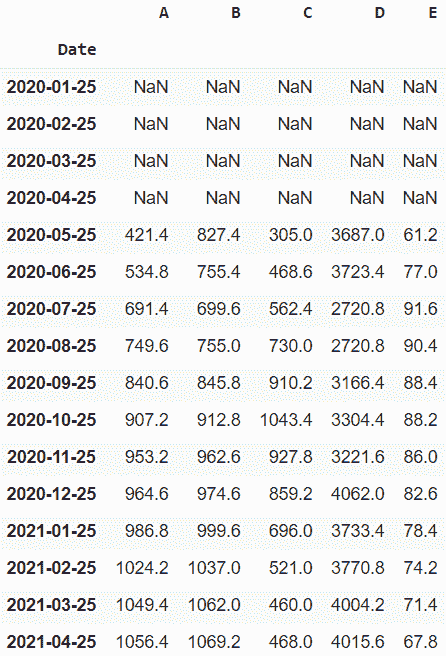 A B C D E
Date
2020-01-25 NaN NaN NaN NaN NaN
2020-02-25 NaN NaN NaN NaN NaN
2020-03-25 NaN NaN NaN NaN NaN
2020-04-25 NaN NaN NaN NaN NaN
2020-05-25 421.4 827.4 305.0 3687.0 61.2
2020-06-25 534.8 755.4 468.6 3723.4 77.0
2020-07-25 691.4 699.6 562.4 2720.8 91.6
2020-08-25 749.6 755.0 730.0 2720.8 90.4
2020-09-25 840.6 845.8 910.2 3166.4 88.4
2020-10-25 907.2 912.8 1043.4 3304.4 88.2
2020-11-25 953.2 962.6 927.8 3221.6 86.0
2020-12-25 964.6 974.6 859.2 4062.0 82.6
2021-01-25 986.8 999.6 696.0 3733.4 78.4
2021-02-25 1024.2 1037.0 521.0 3770.8 74.2
2021-03-25 1049.4 1062.0 460.0 4004.2 71.4
2021-04-25 1056.4 1069.2 468.0 4015.6 67.8